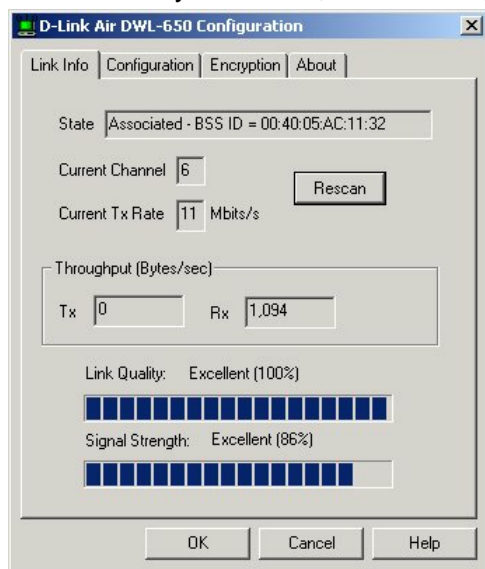 D-Link Air DWL-650 Configuration
Link Info Configuration Encryption About
State Associated - BSS ID = 00:40:05:AC:11:32
Current Channel 6
Rescan
Current Tx Rate 11 Mbits/s
Throughput (Bytes/sec)
Tx 0 Rx 1,094
Link Quality: Excellent (100%)
Signal Strength: Excellent (86%)
OK Cancel Help